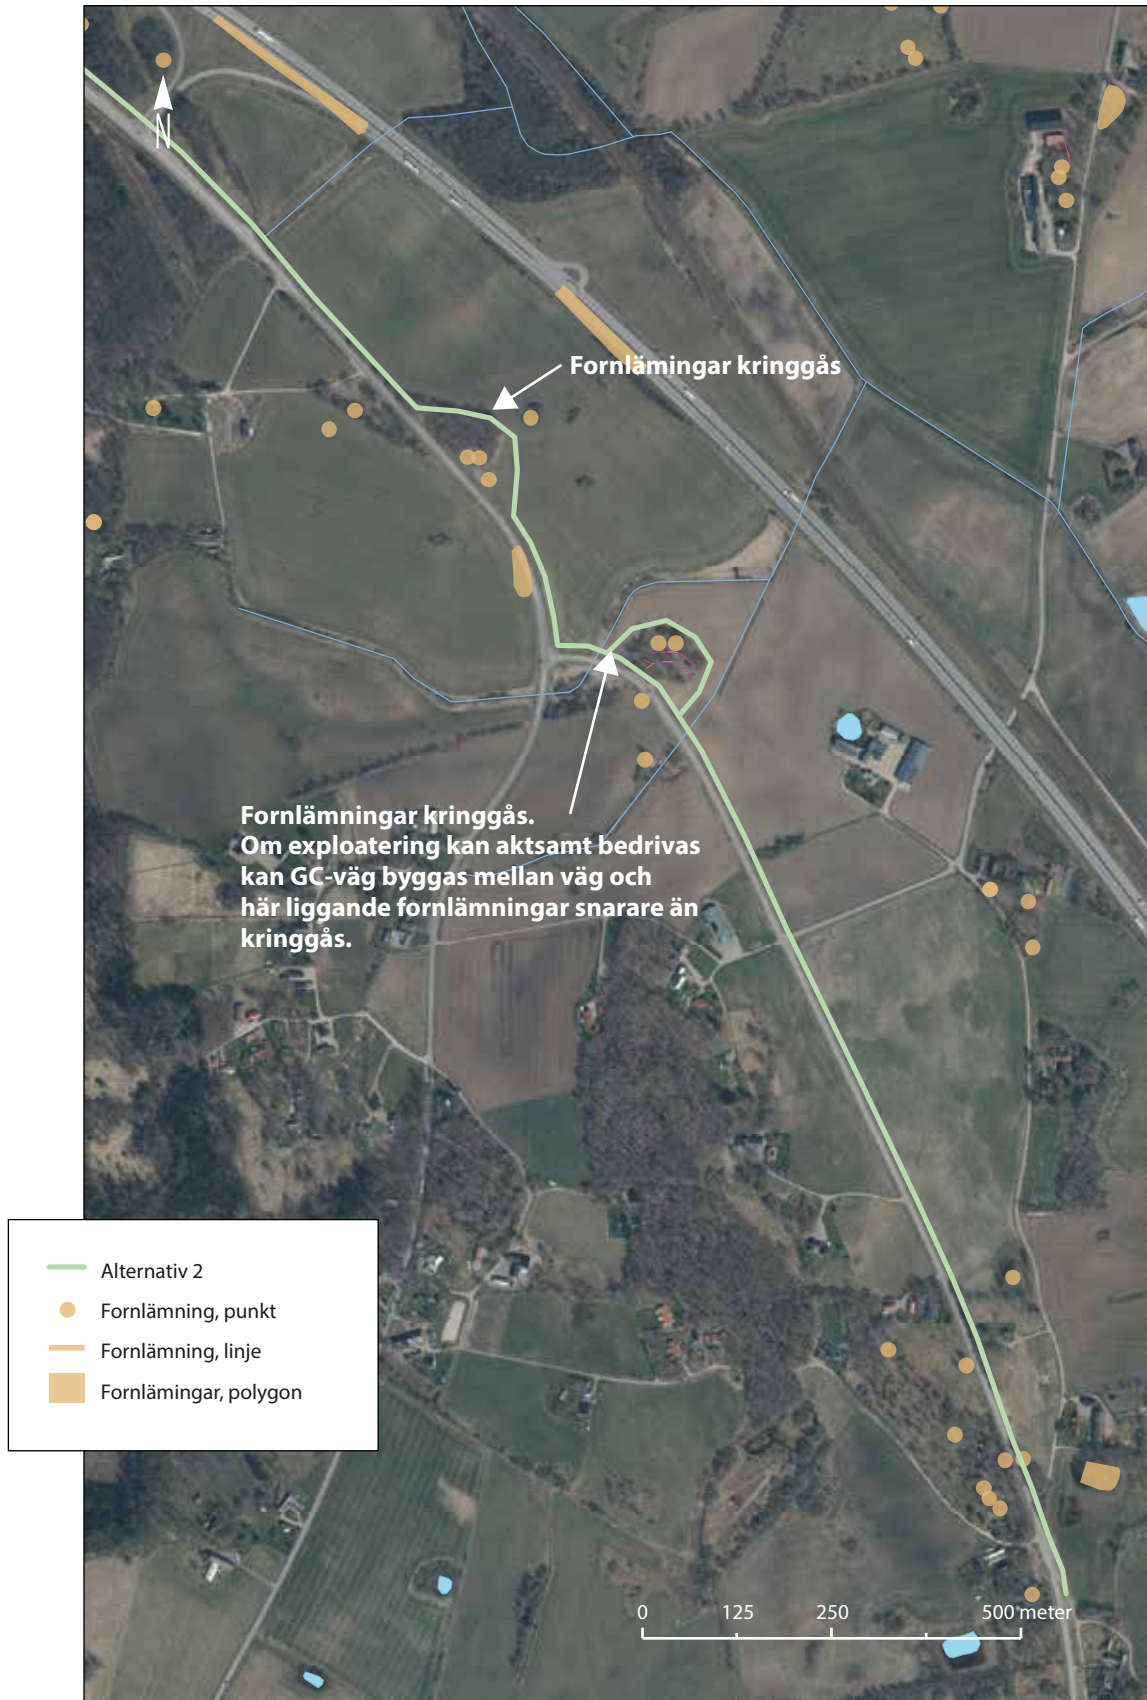 N
Fornlämingar kringgås
Fornlämningar kringgås.
Om exploatering kan aktsamt bedrivas
kan GC-väg byggas mellan väg och
här liggande fornlämningar snarare än
kringgås.
Alternativ 2
Fornlämning, punkt
Fornlämning, linje
Fornlämingar, polygon
0 125 250 500 meter